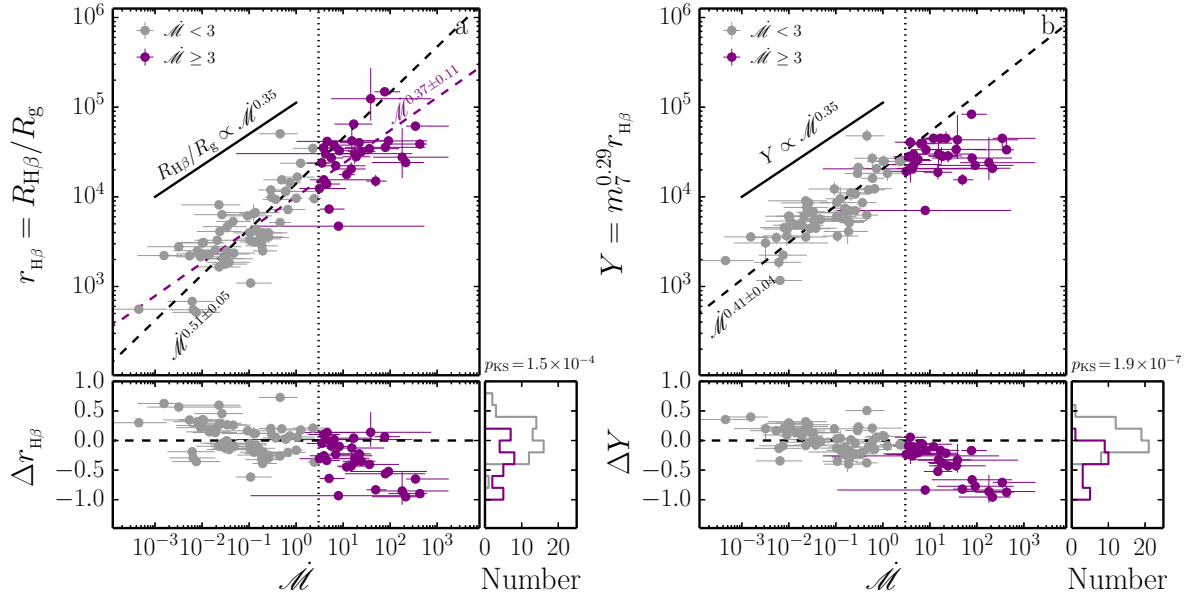 a
ℳ̇ < 3
ℳ̇ ≥ 3
R_Hβ/R_g ∝ ℳ̇^0.35
ℳ̇^0.37±0.11
ℳ̇^0.51±0.05
10^6
10^5
10^4
10^3
r_Hβ = R_Hβ/R_g
p_KS=1.5×10^−4
1.0
0.5
0.0
−0.5
−1.0
Δr_Hβ
10^−3 10^−2 10^−1 10^0 10^1 10^2 10^3
ℳ̇
0 10 20
Number
b
ℳ̇ < 3
ℳ̇ ≥ 3
Y ∝ ℳ̇^0.35
ℳ̇^0.41±0.04
10^6
10^5
10^4
10^3
Y = m_7^0.29 r_Hβ
p_KS=1.9×10^−7
1.0
0.5
0.0
−0.5
−1.0
ΔY
10^−3 10^−2 10^−1 10^0 10^1 10^2 10^3
ℳ̇
0 10 20
Number